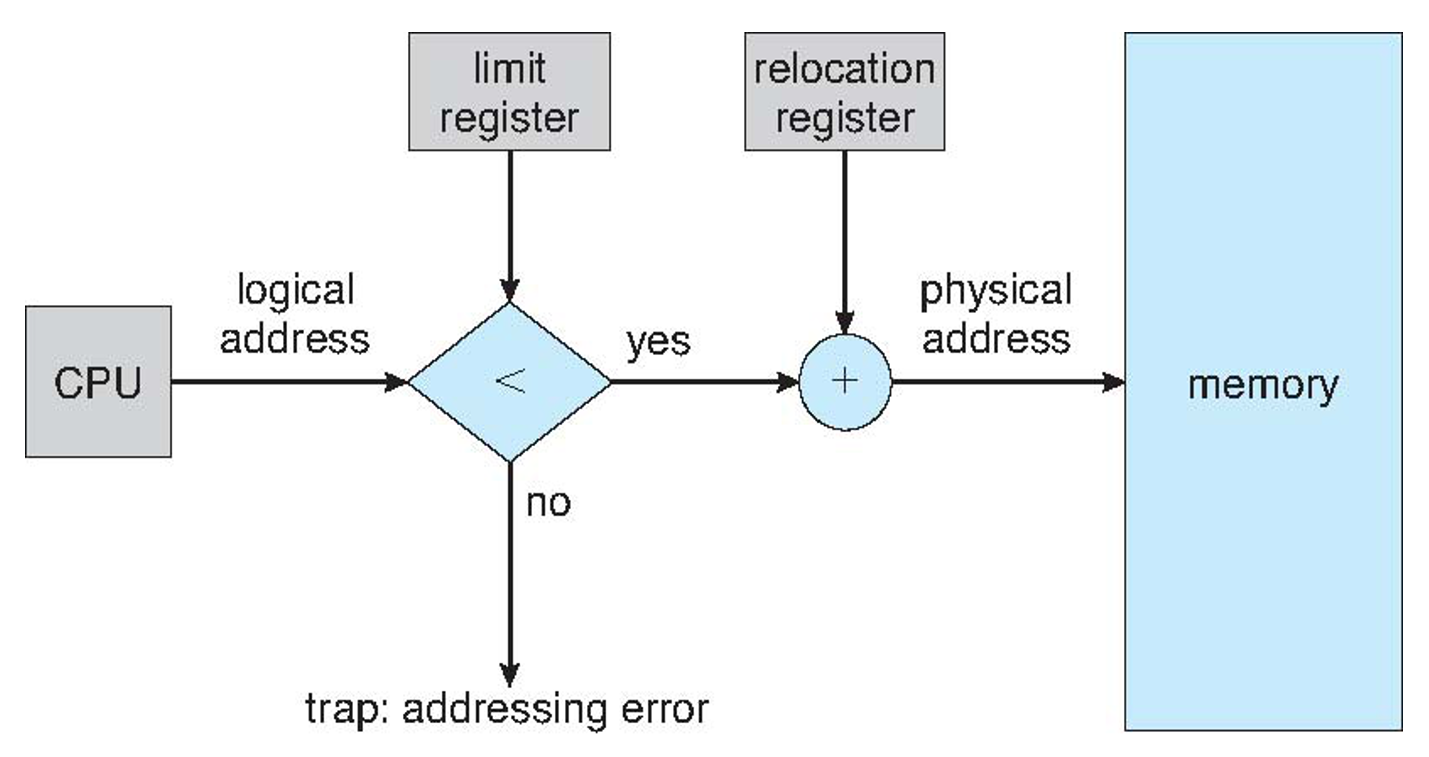 limit
register
relocation
register
logical
address
yes
physical
address
CPU
<
+
memory
no
trap: addressing error